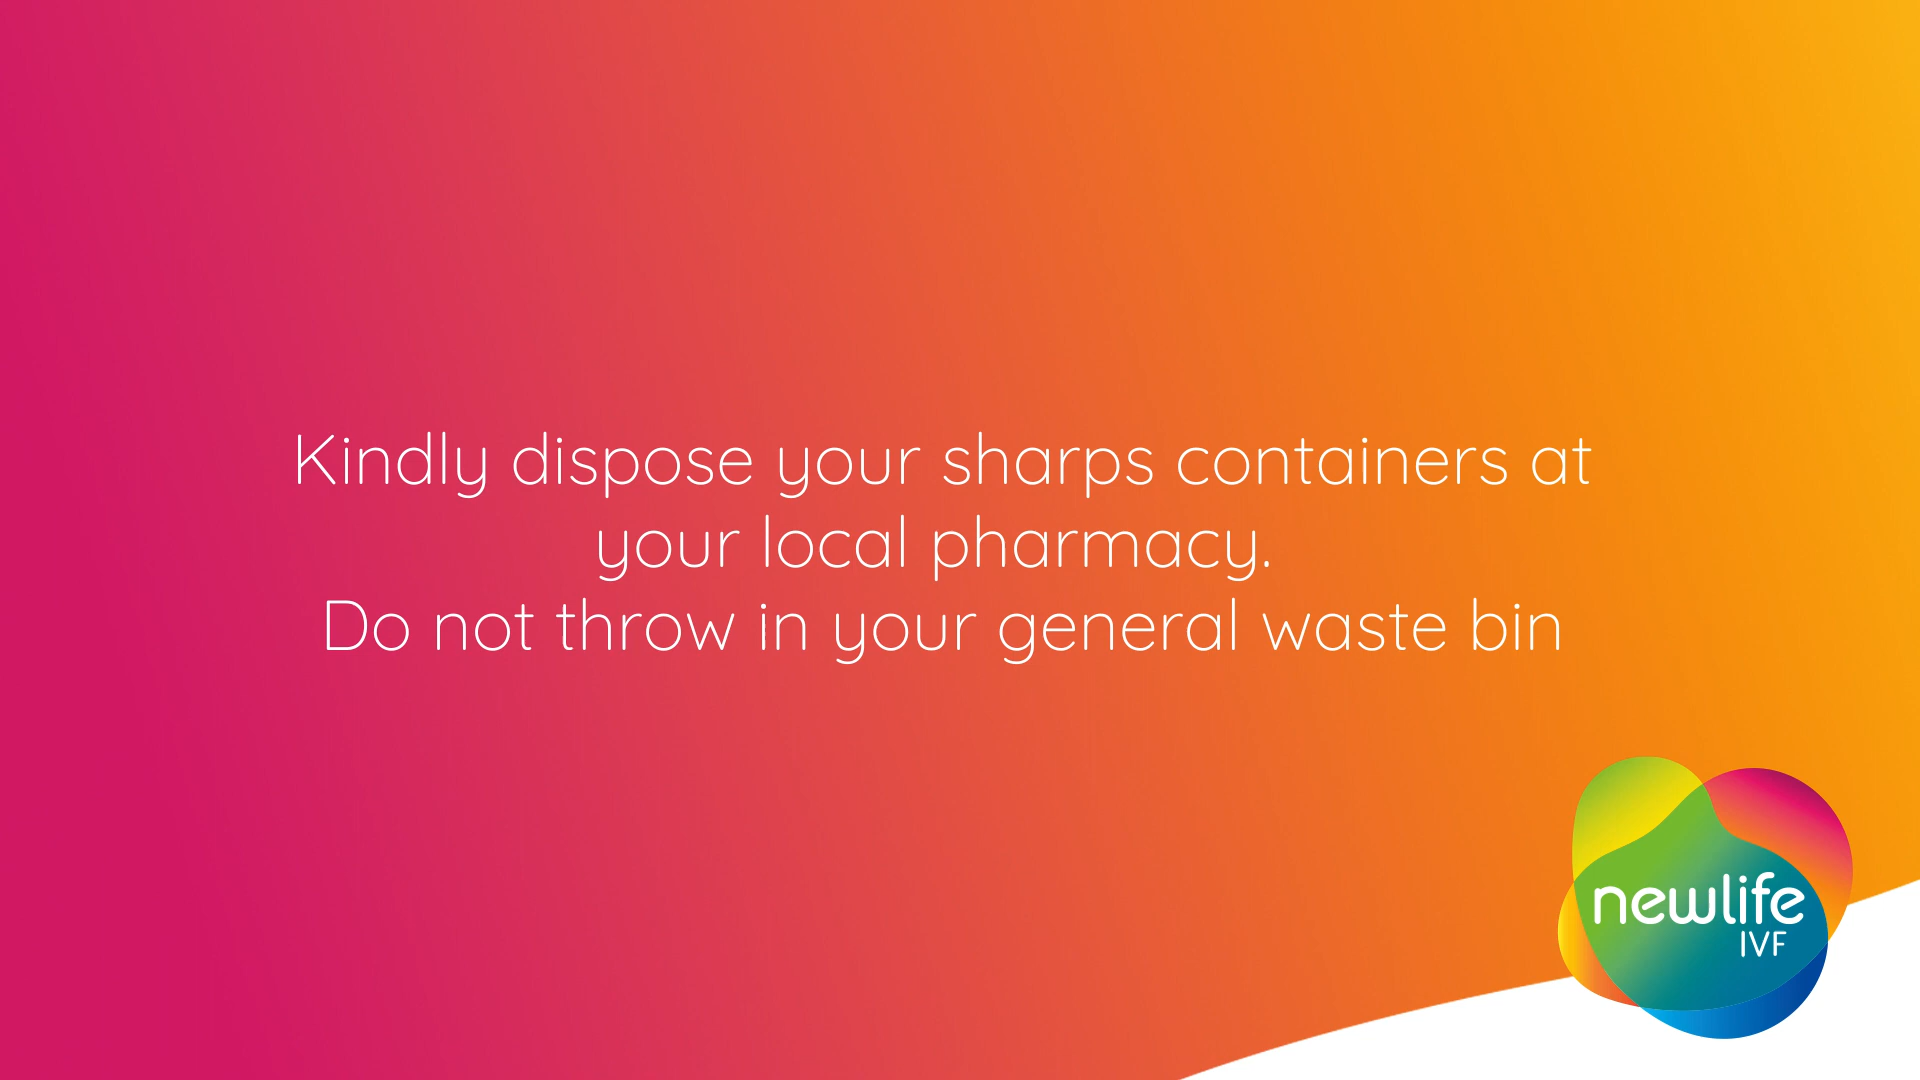 Kindly dispose your sharps containers at
your local pharmacy.
Do not throw in your general waste bin
newlife
IVF